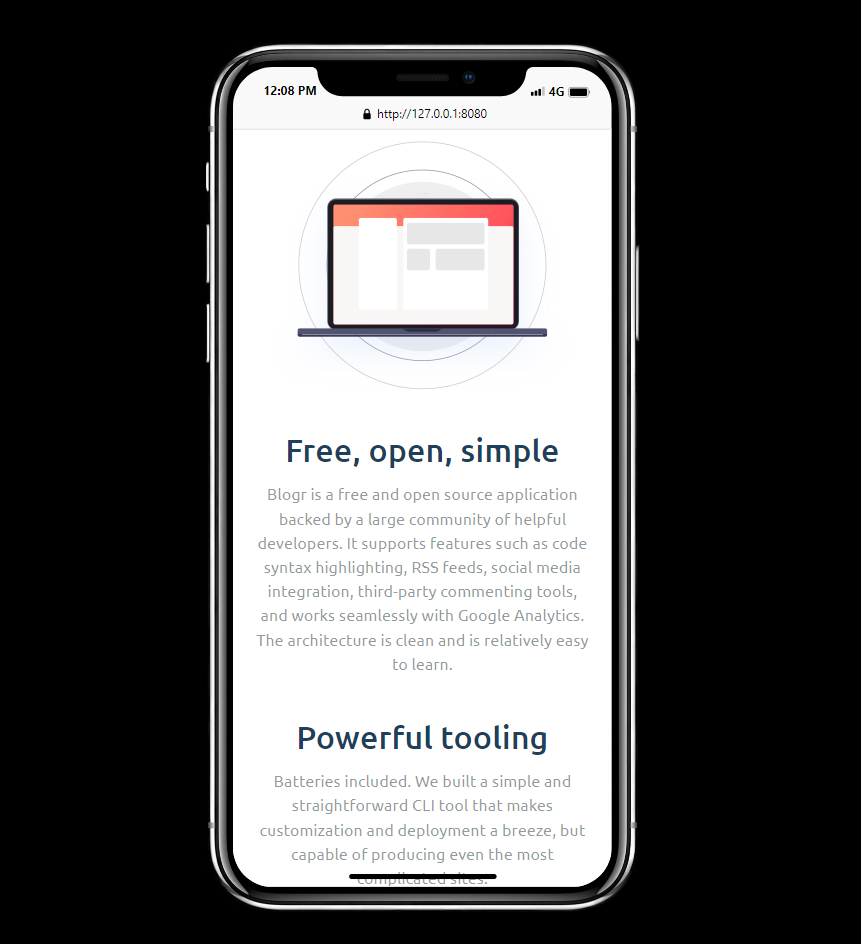 12:08 PM 4G
http://127.0.0.1:8080
Free, open, simple
Blogr is a free and open source application
backed by a large community of helpful
developers. It supports features such as code
syntax highlighting, RSS feeds, social media
integration, third-party commenting tools,
and works seamlessly with Google Analytics.
The architecture is clean and is relatively easy
to learn.
Powerful tooling
Batteries included. We built a simple and
straightforward CLI tool that makes
customization and deployment a breeze, but
capable of producing even the most
complicated sites.